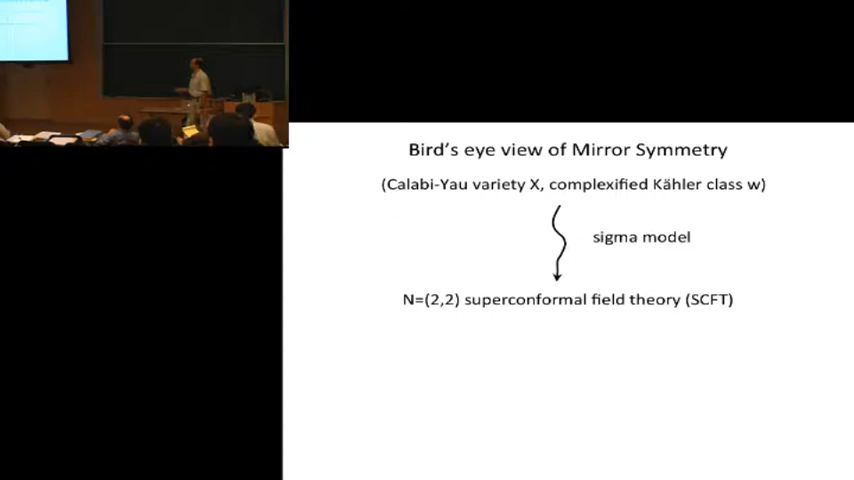 Bird's eye view of Mirror Symmetry
(Calabi-Yau variety X, complexified Kähler class w)
sigma model
N=(2,2) superconformal field theory (SCFT)